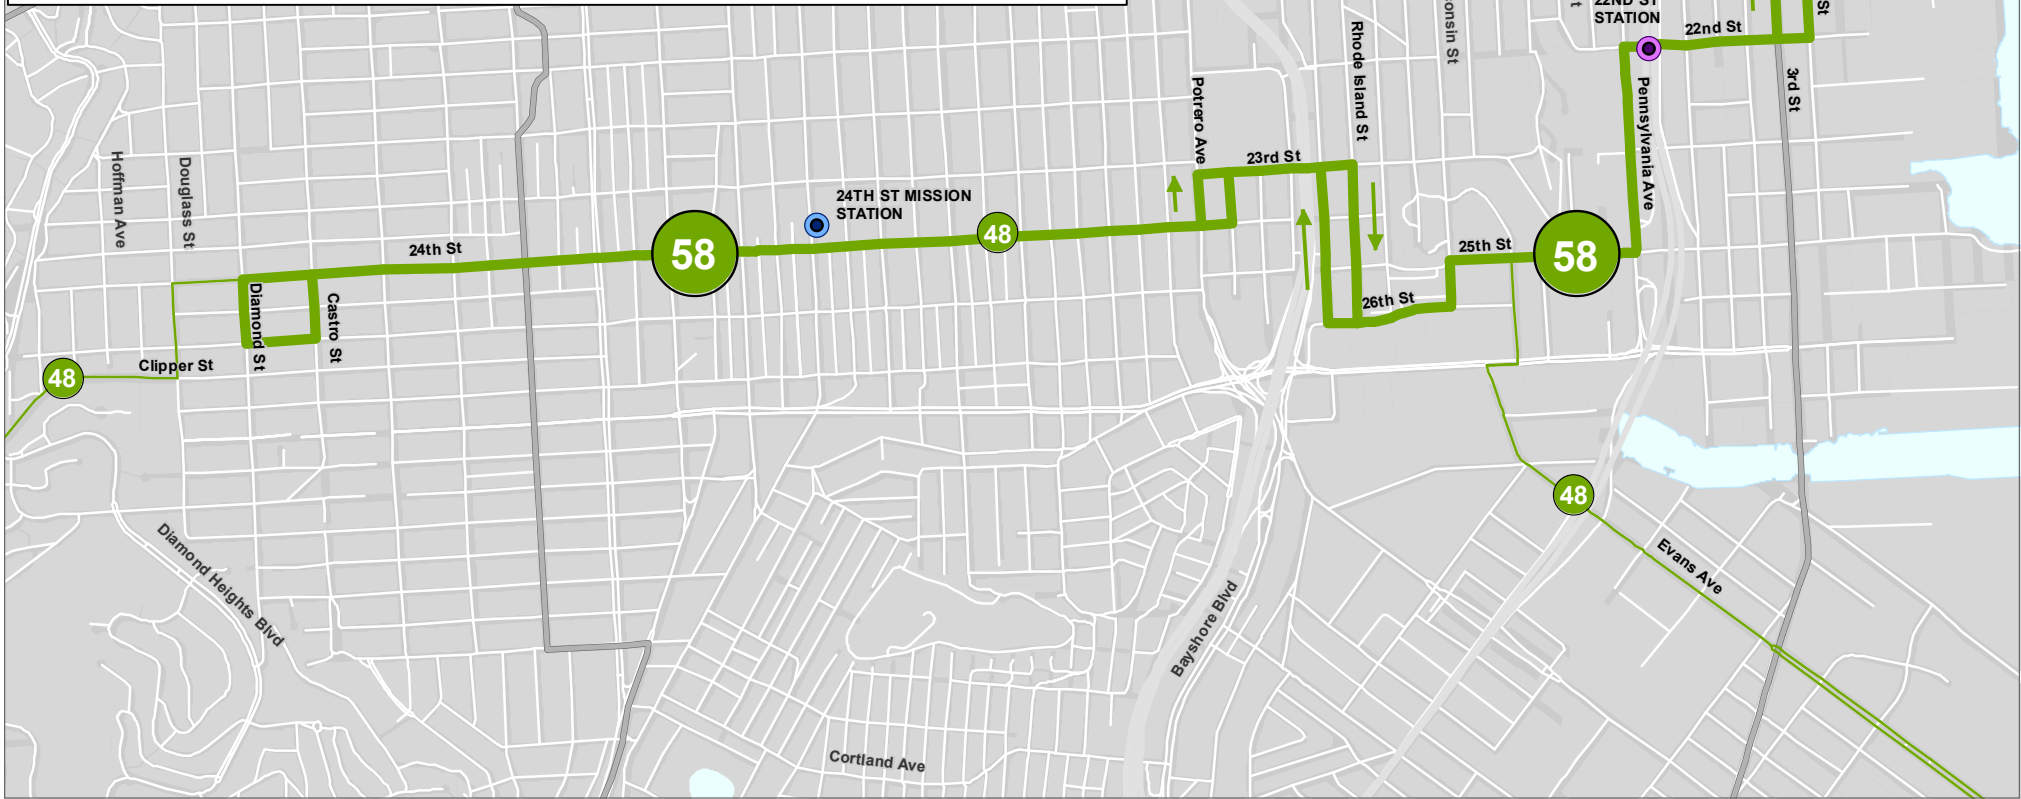 22ND ST
STATION
22nd St
St
3rd St
Rhode Island St
Potrero Ave
Pennsylvania Ave
Hoffman Ave
Douglass St
23rd St
24TH ST MISSION
STATION
48
58
24th St
25th St
58
26th St
Diamond St
Castro St
Clipper St
48
48
Evans Ave
Diamond Heights Blvd
Bayshore Blvd
Cortland Ave